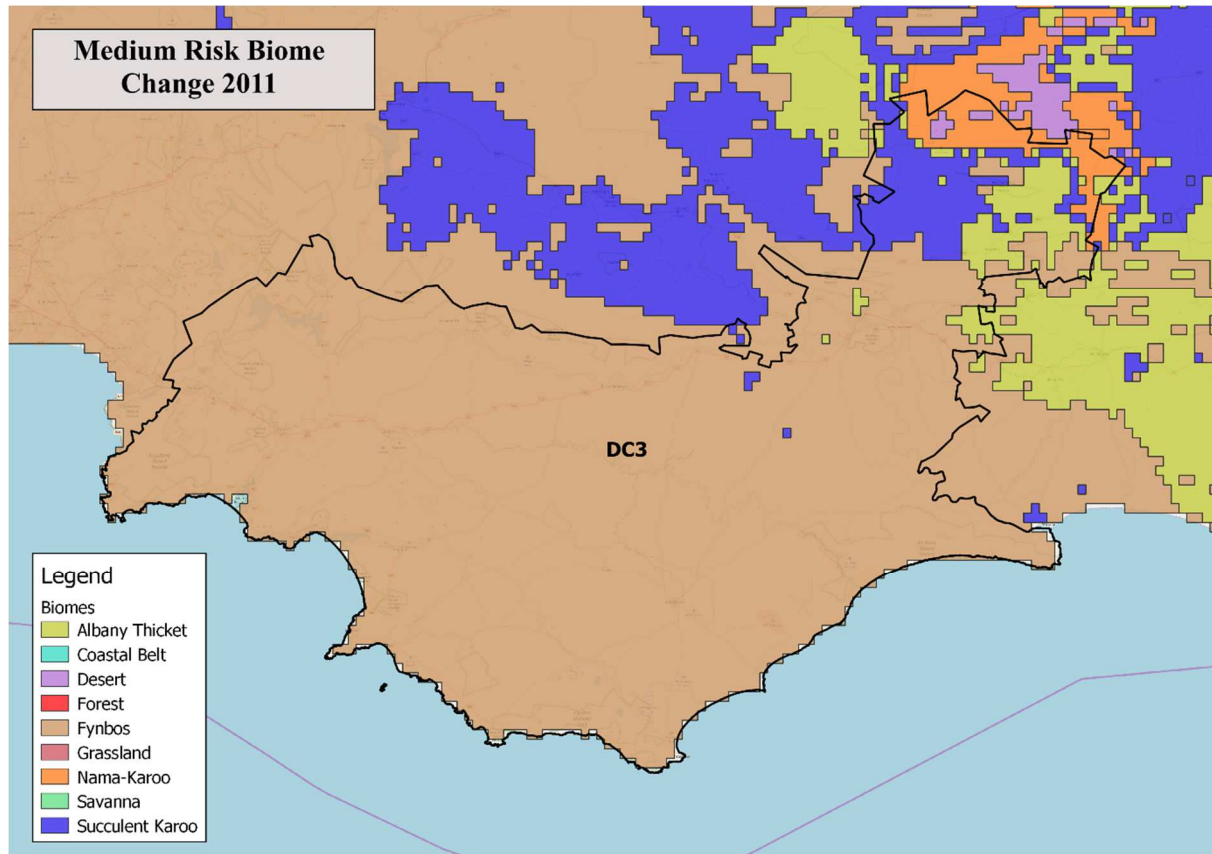 Medium Risk Biome
Change 2011
DC3
Legend
Biomes
Albany Thicket
Coastal Belt
Desert
Forest
Fynbos
Grassland
Nama-Karoo
Savanna
Succulent Karoo